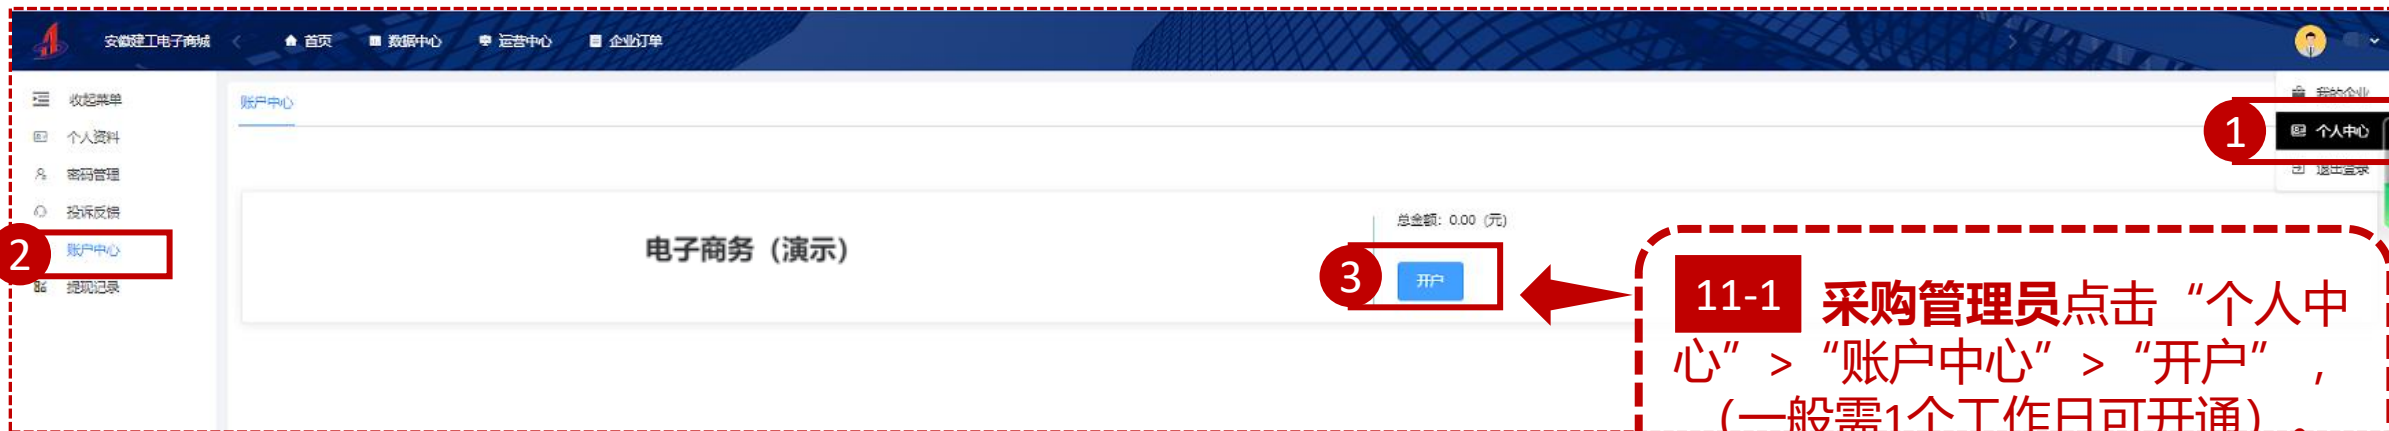 安徽建工电子商城
首页 数据中心 运营中心 企业订单
收起菜单
个人资料
密码管理
投诉反馈
账户中心
提现记录
账户中心
我的企业
个人中心
退出登录
1
2
3
电子商务（演示）
总金额：0.00（元）
开户
11-1 采购管理员点击“个人中
心”>“账户中心”>“开户”，
（一般需1个工作日可开通）。